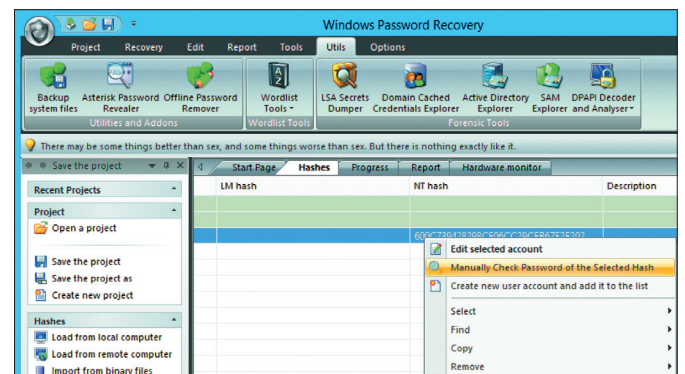 Windows Password Recovery
Project Recovery Edit Report Tools Utils Options
Backup system files
Asterisk Password Revealer
Offline Password Remover
Wordlist Tools
LSA Secrets Dumper
Domain Cached Credentials Explorer
Active Directory Explorer
SAM Explorer
DPAPI Decoder and Analyser
Utilities and Addons
Wordlist Tools
Forensic Tools
There may be some things better than sex, and some things worse than sex. But there is nothing exactly like it.
Save the project
Start Page Hashes Progress Report Hardware monitor
Recent Projects
Project
Open a project
Save the project
Save the project as
Create new project
Hashes
Load from local computer
Load from remote computer
Import from binary files
LM hash NT hash Description
Edit selected account
Manually Check Password of the Selected Hash
Create new user account and add it to the list
Select
Find
Copy
Remove